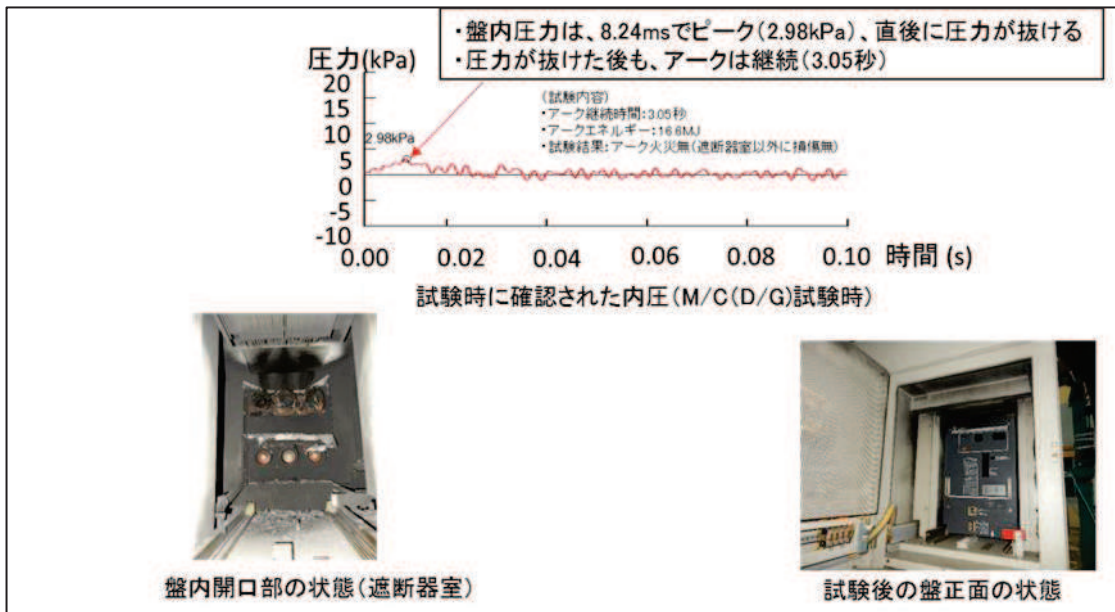 ・盤内圧力は、8.24msでピーク(2.98kPa)、直後に圧力が抜ける
・圧力が抜けた後も、アークは継続(3.05秒)
圧力(kPa)
20
15
10
5
0
-5
-10
2.98kPa
(試験内容)
・アーク継続時間:3.05秒
・アークエネルギー:16.6MJ
・試験結果:アーク火災無(遮断器室以外に損傷無)
0.00 0.02 0.04 0.06 0.08 0.10 時間 (s)
試験時に確認された内圧(M/C(D/G)試験時)
盤内開口部の状態(遮断器室)
試験後の盤正面の状態